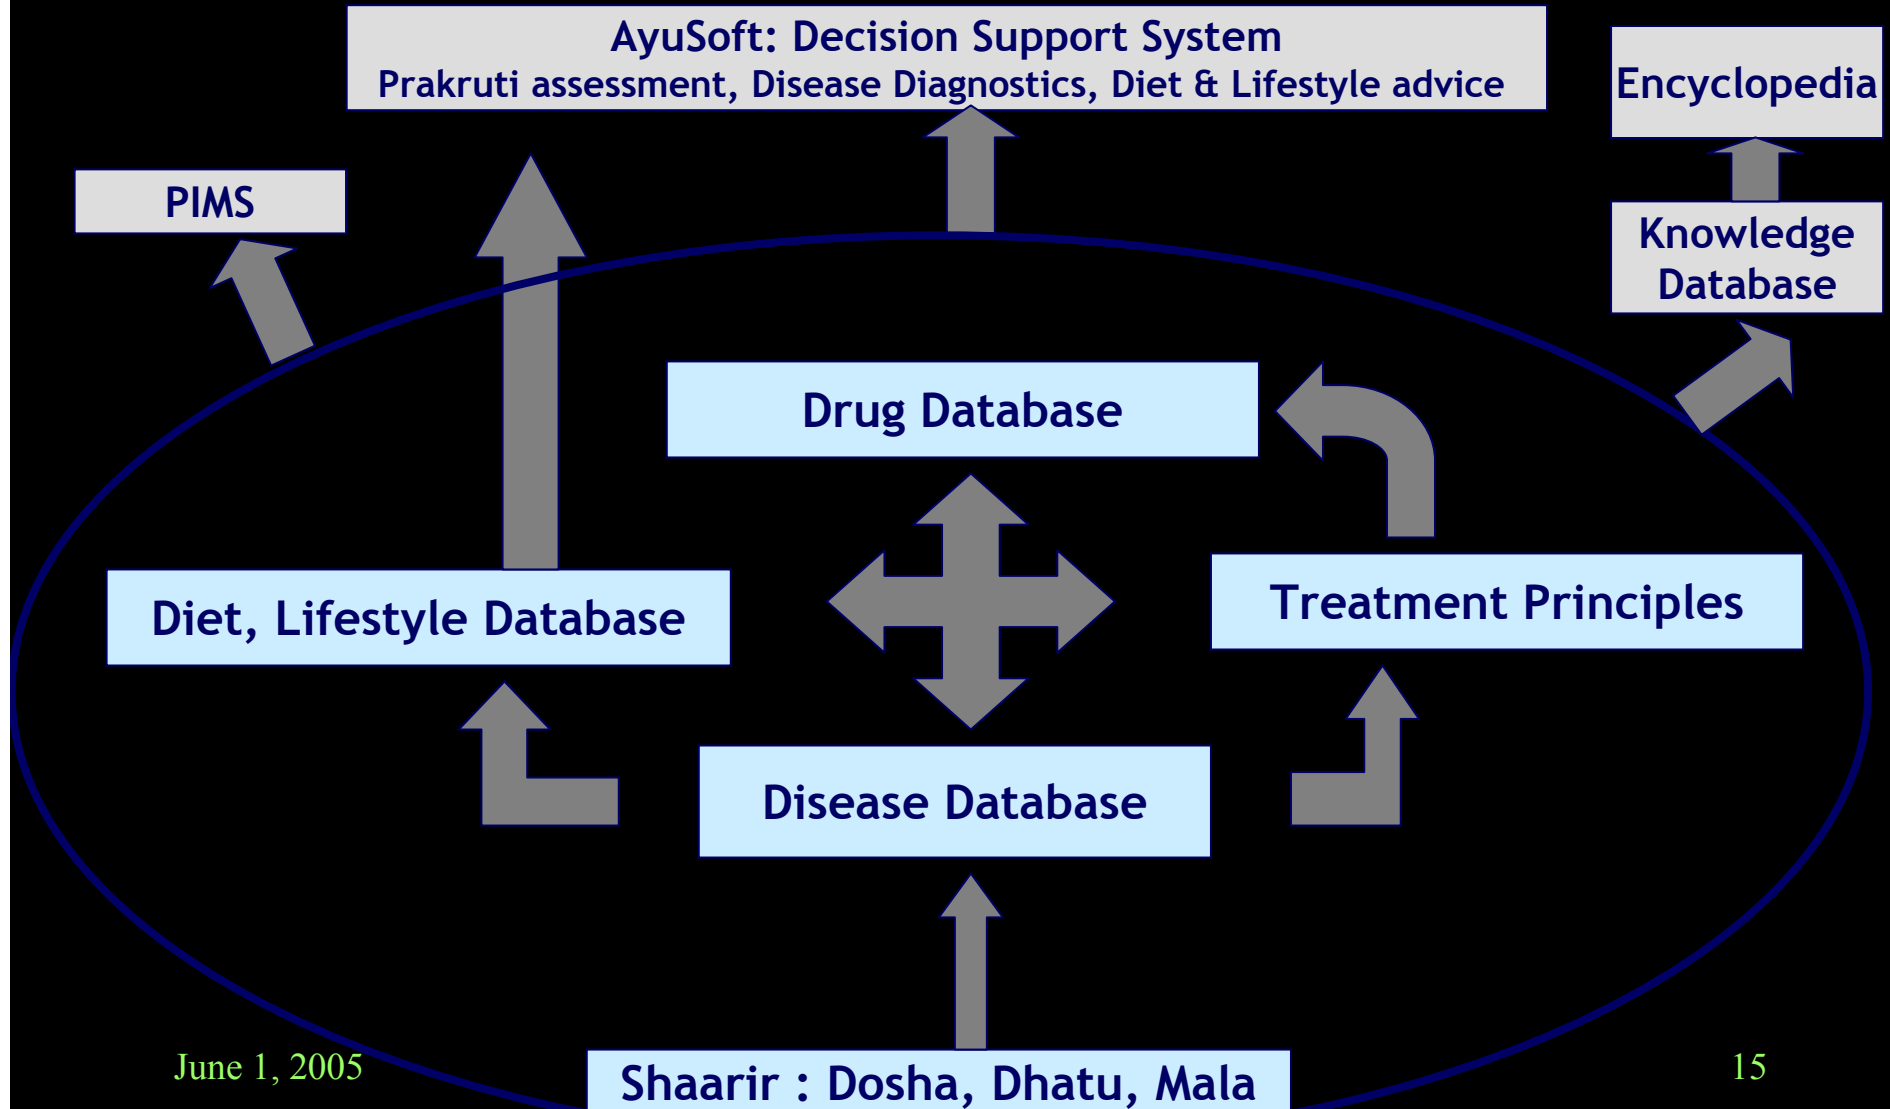 AyuSoft: Decision Support System
Prakruti assessment, Disease Diagnostics, Diet & Lifestyle advice
Encyclopedia
PIMS
Knowledge
Database
Drug Database
Diet, Lifestyle Database
Treatment Principles
Disease Database
Shaarir : Dosha, Dhatu, Mala
June 1, 2005
15